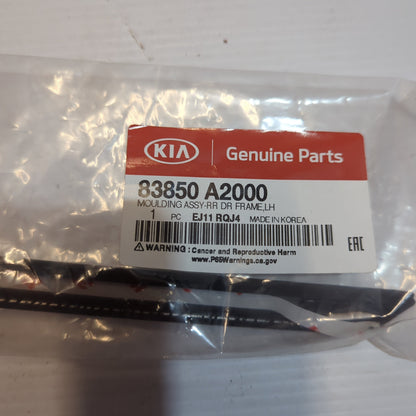 KIA Genuine Parts
83850 A2000
MOULDING ASSY-RR DR FRAME,LH
1 PC EJ11 RQJ4 MADE IN KOREA
WARNING : Cancer and Reproductive Harm
www.P65Warnings.ca.gov
EAC